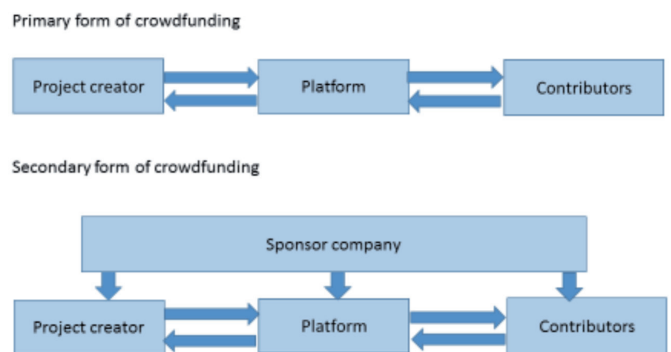 Primary form of crowdfunding
Project creator
Platform
Contributors
Secondary form of crowdfunding
Sponsor company
Project creator
Platform
Contributors